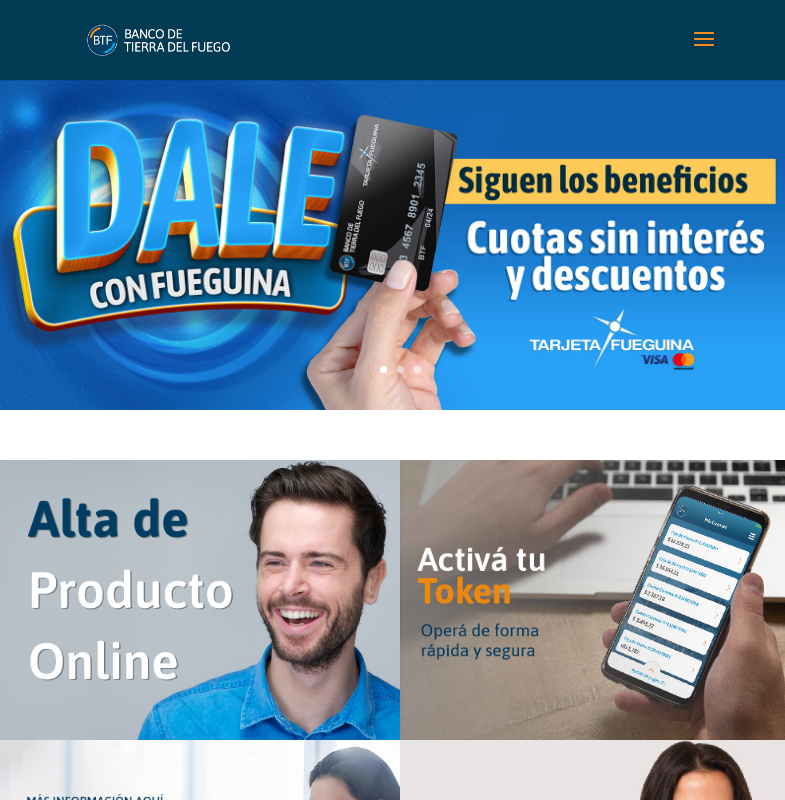 BTF
BANCO DE
TIERRA DEL FUEGO
DALE
CON FUEGUINA
TARJETA FUEGUINA
BANCO DE
TIERRA DEL FUEGO
4567 8901 2345
04/24
BTF
Siguen los beneficios
Cuotas sin interés
y descuentos
TARJETA FUEGUINA
VISA
Alta de
Producto
Online
Activá tu
Token
Operá de forma
rápida y segura
MÁS INFORMACIÓN AQUÍ